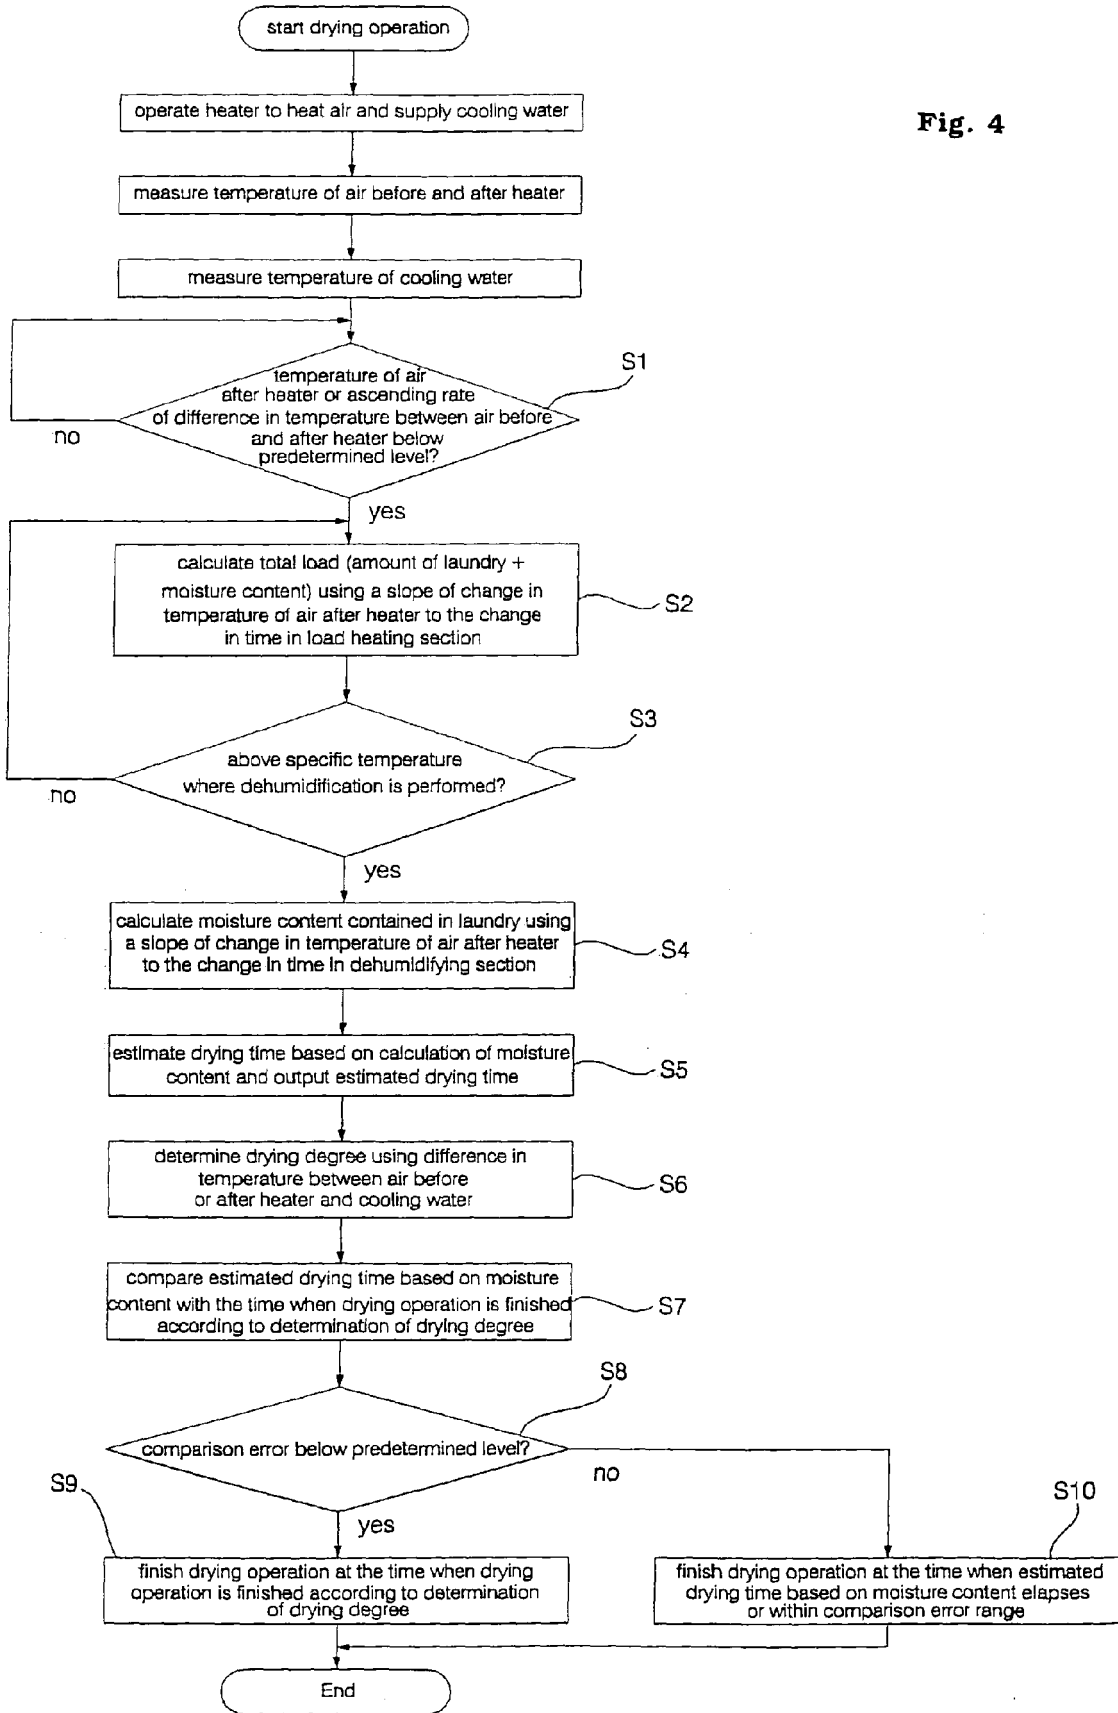 start drying operation
operate heater to heat air and supply cooling water
Fig. 4
measure temperature of air before and after heater
measure temperature of cooling water
S1
temperature of air
after heater or ascending rate
of difference in temperature between air before
and after heater below
predetermined level?
no
yes
calculate total load (amount of laundry +
moisture content) using a slope of change in
temperature of air after heater to the change
in time in load heating section
S2
S3
above specific temperature
where dehumidification is performed?
no
yes
calculate moisture content contained in laundry using
a slope of change in temperature of air after heater
to the change in time in dehumidifying section
S4
estimate drying time based on calculation of moisture
content and output estimated drying time
S5
determine drying degree using difference in
temperature between air before
or after heater and cooling water
S6
compare estimated drying time based on moisture
content with the time when drying operation is finished
according to determination of drying degree
S7
S8
comparison error below predetermined level?
no
yes
S9
finish drying operation at the time when drying
operation is finished according to determination
of drying degree
S10
finish drying operation at the time when estimated
drying time based on moisture content elapses
or within comparison error range
End